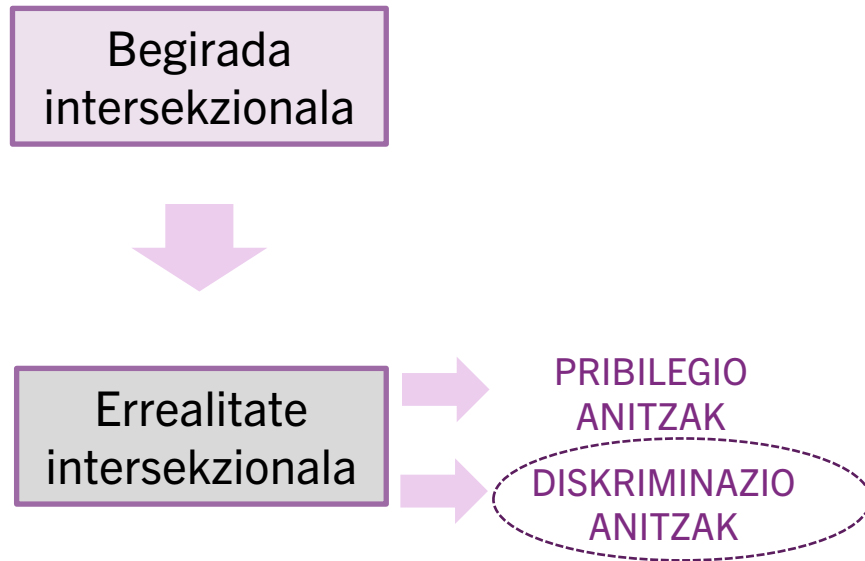 Begirada
intersekzionala
Errealitate
intersekzionala
PRIBILEGIO
ANITZAK
DISKRIMINAZIO
ANITZAK